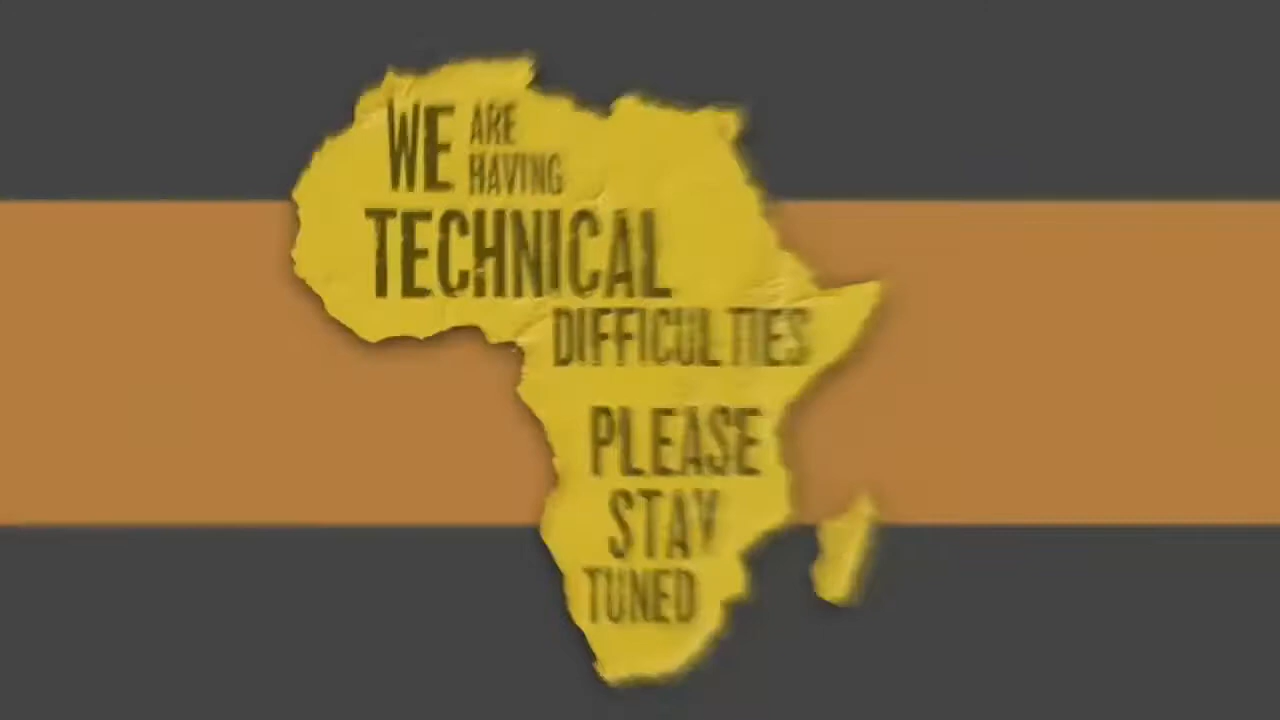 WE ARE
HAVING
TECHNICAL
DIFFICULTIES
PLEASE
STAY
TUNED